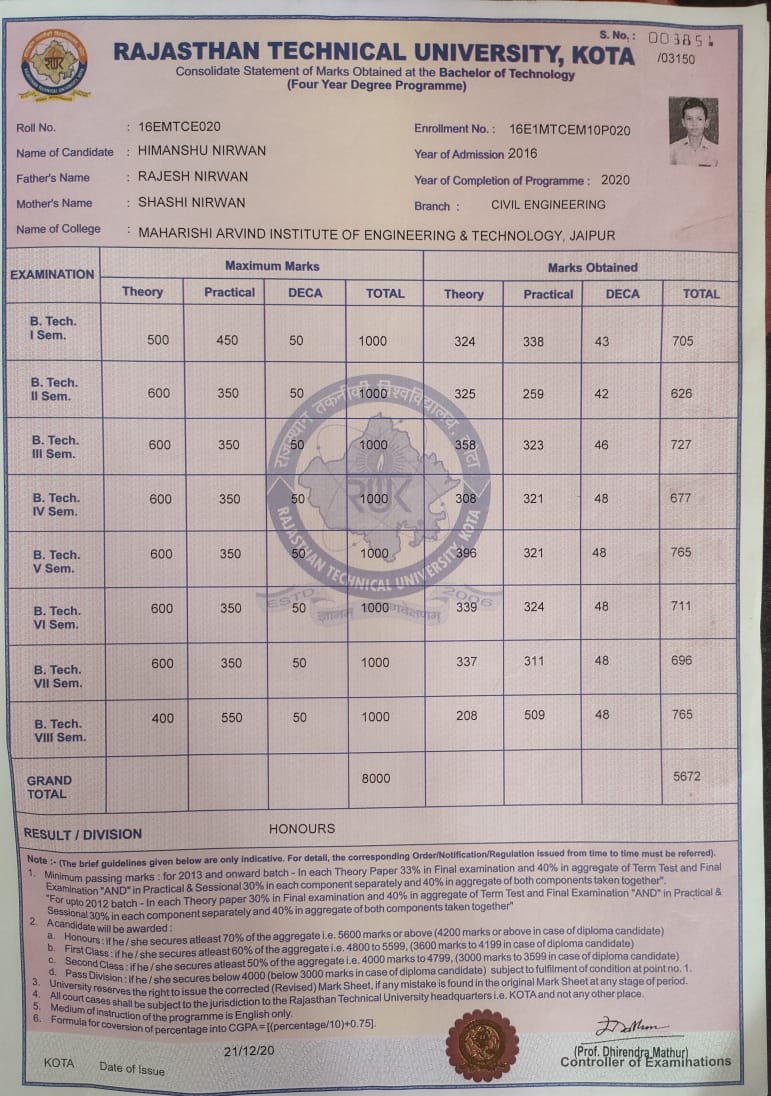 S. No. : 003851
/03150
RAJASTHAN TECHNICAL UNIVERSITY, KOTA
Consolidate Statement of Marks Obtained at the Bachelor of Technology
(Four Year Degree Programme)
Roll No. : 16EMTCE020 Enrollment No. : 16E1MTCEM10P020
Name of Candidate : HIMANSHU NIRWAN Year of Admission : 2016
Father's Name : RAJESH NIRWAN Year of Completion of Programme : 2020
Mother's Name : SHASHI NIRWAN Branch : CIVIL ENGINEERING
Name of College : MAHARISHI ARVIND INSTITUTE OF ENGINEERING & TECHNOLOGY, JAIPUR
EXAMINATION Maximum Marks Marks Obtained
Theory Practical DECA TOTAL Theory Practical DECA TOTAL
B. Tech.
I Sem. 500 450 50 1000 324 338 43 705
B. Tech.
II Sem. 600 350 50 1000 325 259 42 626
B. Tech.
III Sem. 600 350 50 1000 358 323 46 727
B. Tech.
IV Sem. 600 350 50 1000 308 321 48 677
B. Tech.
V Sem. 600 350 50 1000 396 321 48 765
B. Tech.
VI Sem. 600 350 50 1000 339 324 48 711
B. Tech.
VII Sem. 600 350 50 1000 337 311 48 696
B. Tech.
VIII Sem. 400 550 50 1000 208 509 48 765
GRAND
TOTAL 8000 5672
राजस्थान तकनीकी विश्वविद्यालय, कोटा
RAJASTHAN TECHNICAL UNIVERSITY KOTA
ESTD. 2006
RESULT / DIVISION HONOURS
Note :- (The brief guidelines given below are only indicative. For detail, the corresponding Order/Notification/Regulation issued from time to time must be referred).
1. Minimum passing marks : for 2013 and onward batch - In each Theory Paper 33% in Final examination and 40% in aggregate of Term Test and Final
Examination "AND" in Practical & Sessional 30% in each component separately and 40% in aggregate of both components taken together".
"For upto 2012 batch - In each Theory paper 30% in Final Examination and 40% in aggregate of Term Test and Final Examination "AND" in Practical &
Sessional 30% in each component separately and 40% in aggregate of both components taken together"
2. A candidate will be awarded :
a. Honours : if he / she secures atleast 70% of the aggregate i.e. 5600 marks or above (4200 marks or above in case of diploma candidate)
b. First Class : if he / she secures atleast 60% of the aggregate i.e. 4800 to 5599, (3600 marks to 4199 in case of diploma candidate)
c. Second Class : if he / she secures atleast 50% of the aggregate i.e. 4000 marks to 4799, (3000 marks to 3599 in case of diploma candidate)
d. Pass Division : if he / she secures below 4000 (below 3000 marks in case of diploma candidate) subject to fulfilment of condition at point no. 1.
3. University reserves the right to issue the corrected (Revised) Mark Sheet, if any mistake is found in the original Mark Sheet at any stage of period.
4. All court cases shall be subject to the jurisdiction to the Rajasthan Technical University headquarters i.e. KOTA and not any other place.
5. Medium of instruction of the programme is English only.
6. Formula for coversion of percentage into CGPA = [(percentage/10)+0.75].
KOTA Date of Issue 21/12/20
(Prof. Dhirendra Mathur)
Controller of Examinations